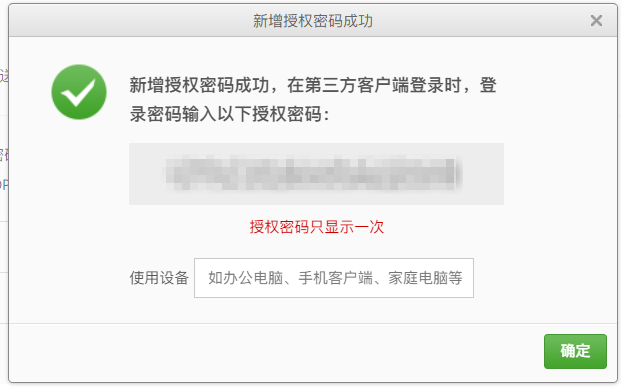 新增授权密码成功
新增授权密码成功，在第三方客户端登录时，登
录密码输入以下授权密码：
授权密码只显示一次
使用设备 如办公电脑、手机客户端、家庭电脑等
确定